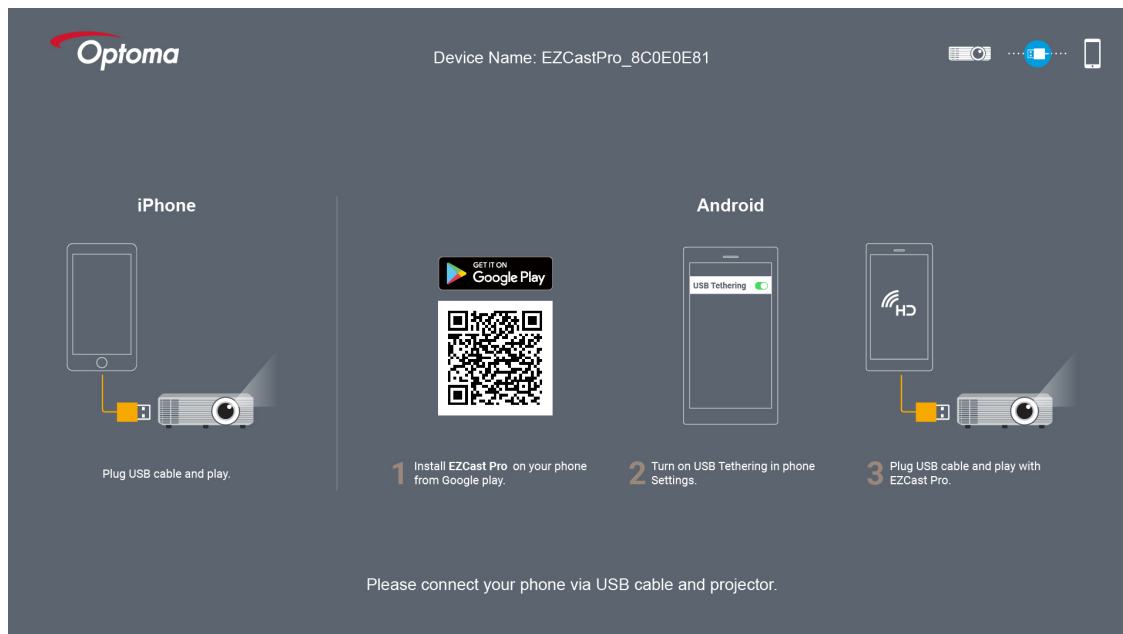 Optoma
Device Name: EZCastPro_8C0E0E81
iPhone
Plug USB cable and play.
Android
GET IT ON
Google Play
1 Install EZCast Pro on your phone
from Google play.
USB Tethering
2 Turn on USB Tethering in phone
Settings.
HD
3 Plug USB cable and play with
EZCast Pro.
Please connect your phone via USB cable and projector.